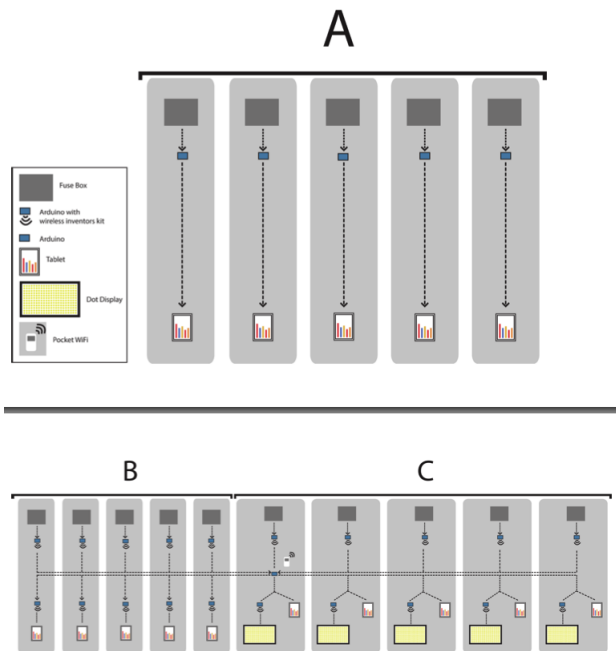 A
Fuse Box
Arduino with
wireless inventors kit
Arduino
Tablet
Dot Display
Pocket WiFi
B
C